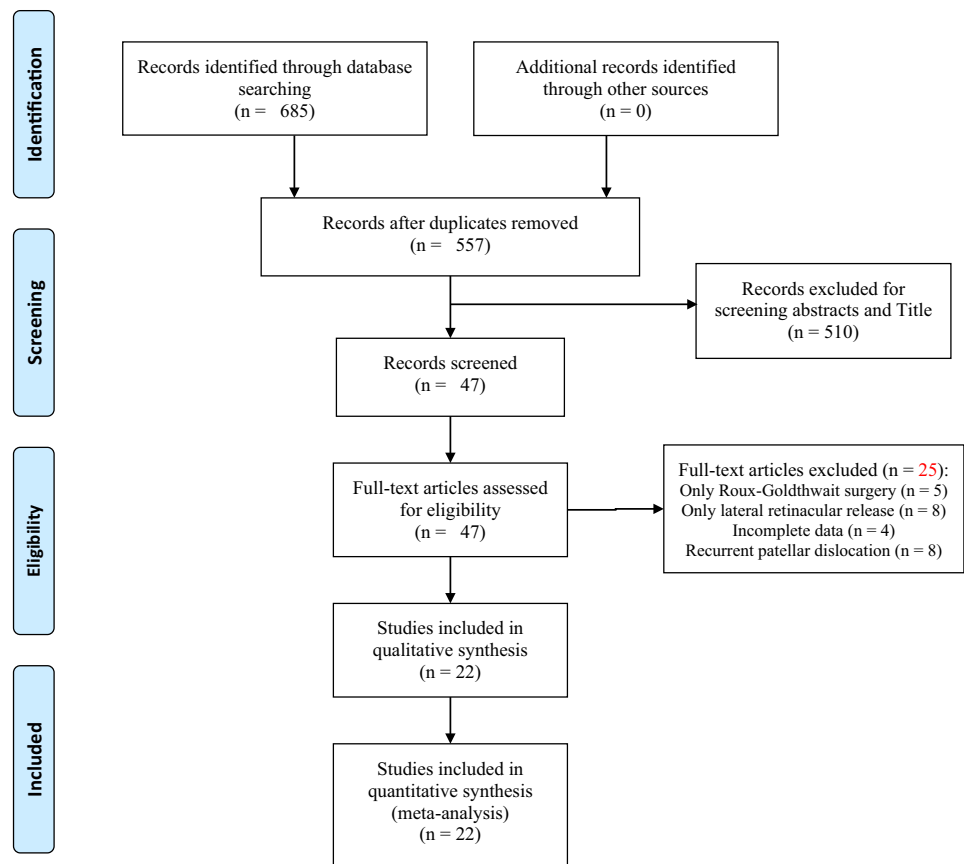 Identification
Records identified through database
searching
(n = 685)
Additional records identified
through other sources
(n = 0)
Records after duplicates removed
(n = 557)
Screening
Records excluded for
screening abstracts and Title
(n = 510)
Records screened
(n = 47)
Eligibility
Full-text articles assessed
for eligibility
(n = 47)
Full-text articles excluded (n = 25):
Only Roux-Goldthwait surgery (n = 5)
Only lateral retinacular release (n = 8)
Incomplete data (n = 4)
Recurrent patellar dislocation (n = 8)
Studies included in
qualitative synthesis
(n = 22)
Included
Studies included in
quantitative synthesis
(meta-analysis)
(n = 22)